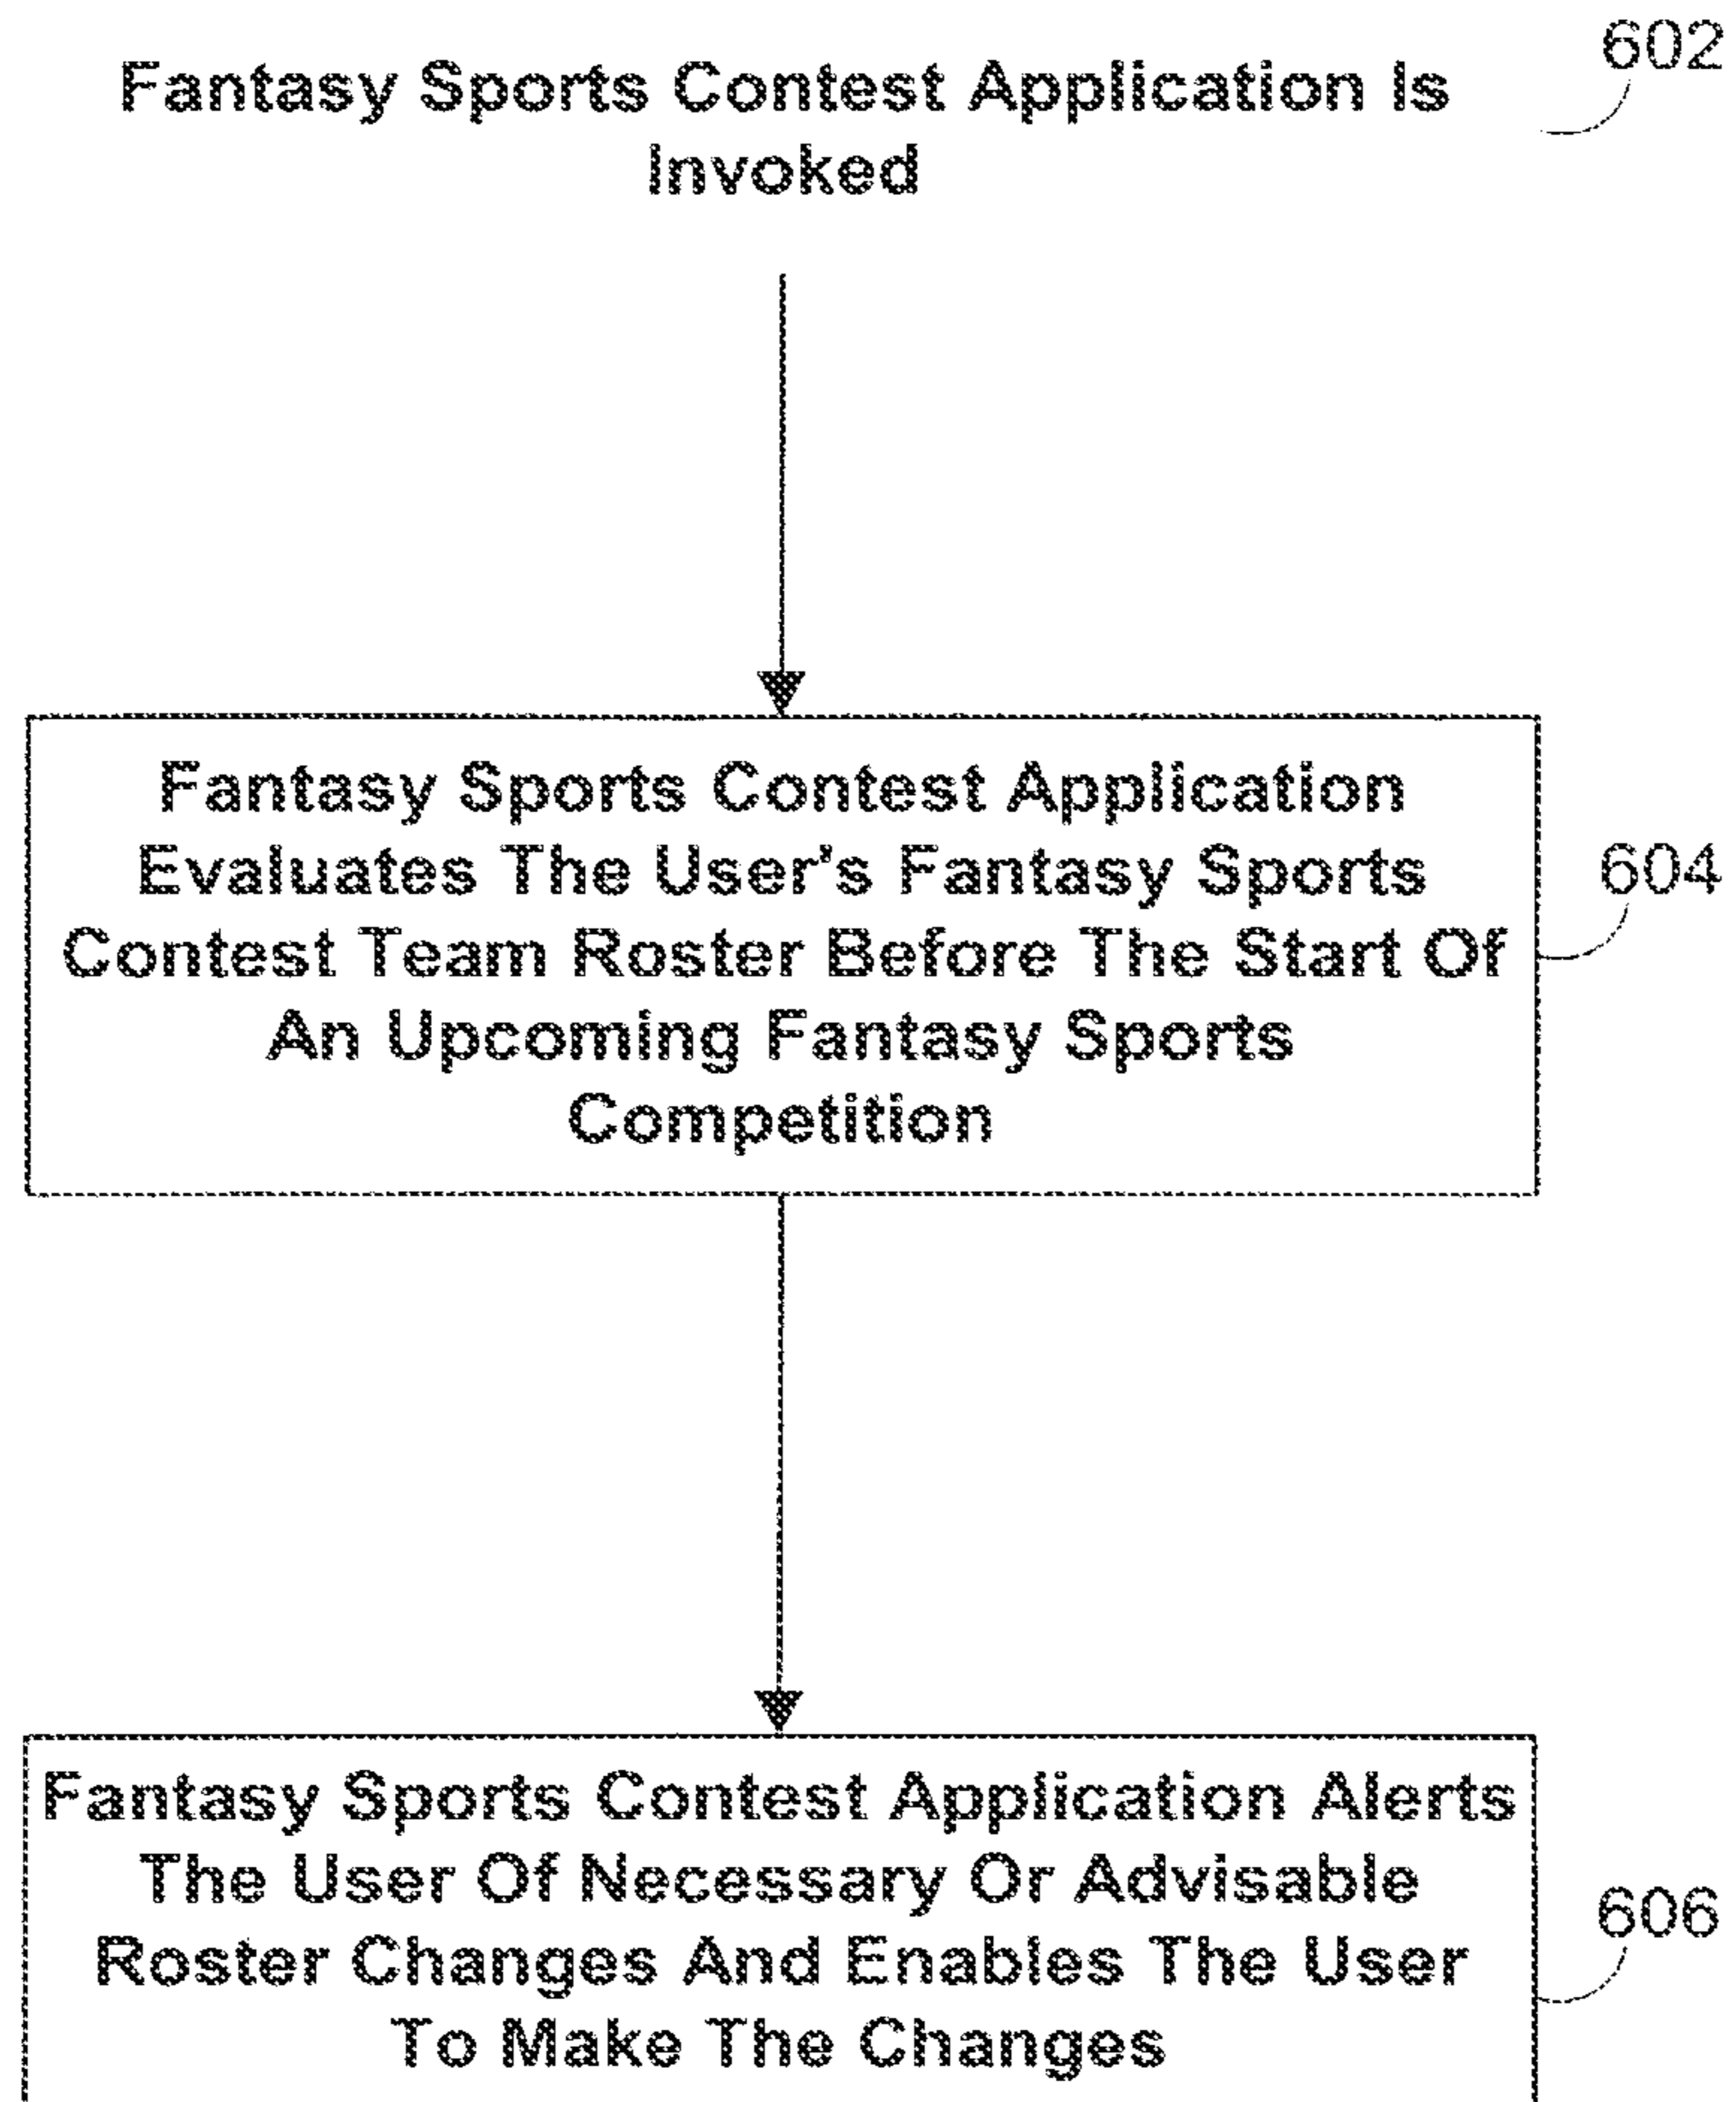 602
Fantasy Sports Contest Application Is
Invoked
Fantasy Sports Contest Application
Evaluates The User's Fantasy Sports
Contest Team Roster Before The Start Of
An Upcoming Fantasy Sports
Competition
604
Fantasy Sports Contest Application Alerts
The User Of Necessary Or Advisable
Roster Changes And Enables The User
To Make The Changes
606